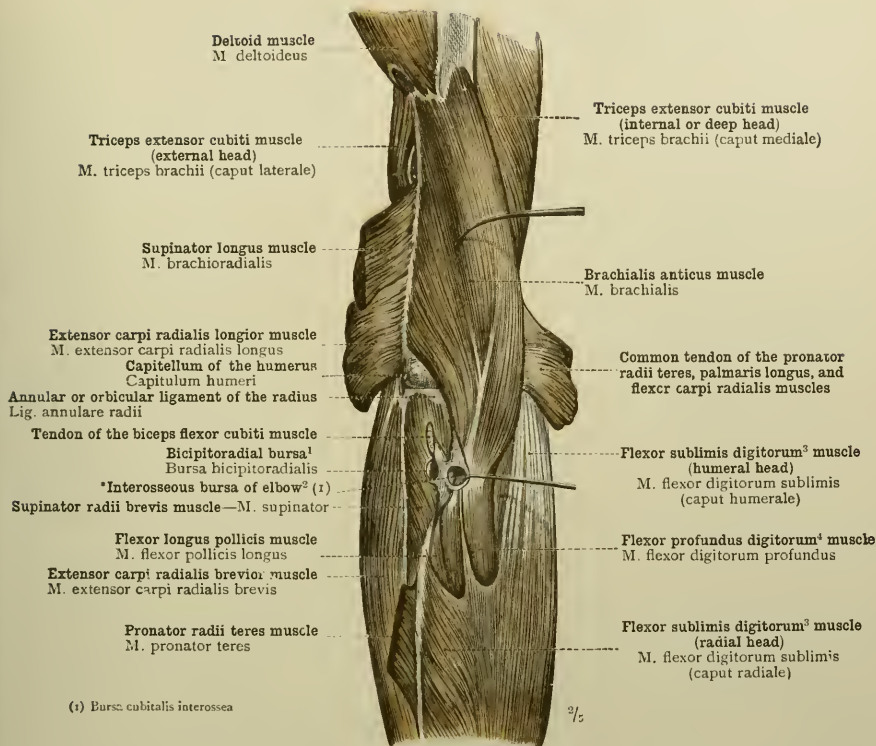 Deltoid muscle
M deltoideus
Triceps extensor cubiti muscle
(external head)
M. triceps brachii (caput laterale)
Supinator longus muscle
M. brachioradialis
Extensor carpi radialis longior muscle
M. extensor carpi radialis longus
Capitellum of the humerus
Capitulum humeri
Annular or orbicular ligament of the radius
Lig. annulare radii
Tendon of the biceps flexor cubiti muscle
Bicipitoradial bursa¹
Bursa bicipitoradialis
*Interosseous bursa of elbow² (1)
Supinator radii brevis muscle—M. supinator
Flexor longus pollicis muscle
M. flexor pollicis longus
Extensor carpi radialis brevior muscle
M. extensor carpi radialis brevis
Pronator radii teres muscle
M. pronator teres
(1) Bursa cubitalis interossea
Triceps extensor cubiti muscle
(internal or deep head)
M. triceps brachii (caput mediale)
Brachialis anticus muscle
M. brachialis
Common tendon of the pronator
radii teres, palmaris longus, and
flexor carpi radialis muscles
Flexor sublimis digitorum³ muscle
(humeral head)
M. flexor digitorum sublimis
(caput humerale)
Flexor profundus digitorum⁴ muscle
M. flexor digitorum profundus
Flexor sublimis digitorum³ muscle
(radial head)
M. flexor digitorum sublimis
(caput radiale)